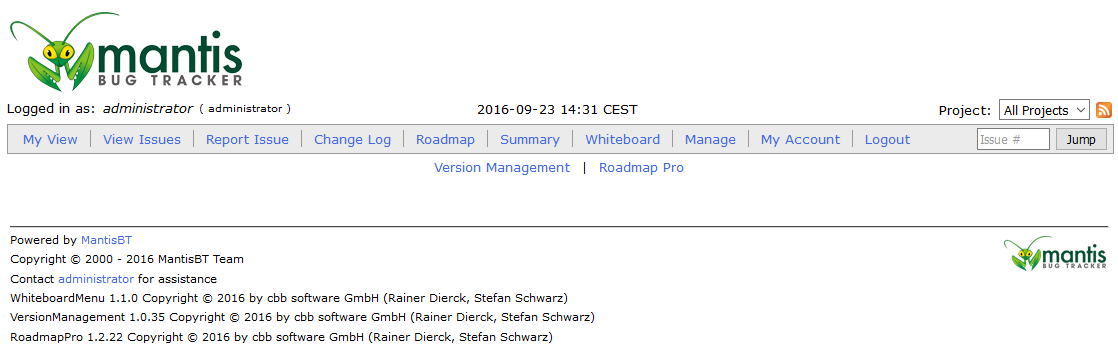 mantis
BUG TRACKER
Logged in as: administrator ( administrator )
2016-09-23 14:31 CEST
Project: All Projects
My View | View Issues | Report Issue | Change Log | Roadmap | Summary | Whiteboard | Manage | My Account | Logout
Issue # Jump
Version Management | Roadmap Pro
Powered by MantisBT
Copyright © 2000 - 2016 MantisBT Team
Contact administrator for assistance
WhiteboardMenu 1.1.0 Copyright © 2016 by cbb software GmbH (Rainer Dierck, Stefan Schwarz)
VersionManagement 1.0.35 Copyright © 2016 by cbb software GmbH (Rainer Dierck, Stefan Schwarz)
RoadmapPro 1.2.22 Copyright © 2016 by cbb software GmbH (Rainer Dierck, Stefan Schwarz)
mantis
BUG TRACKER